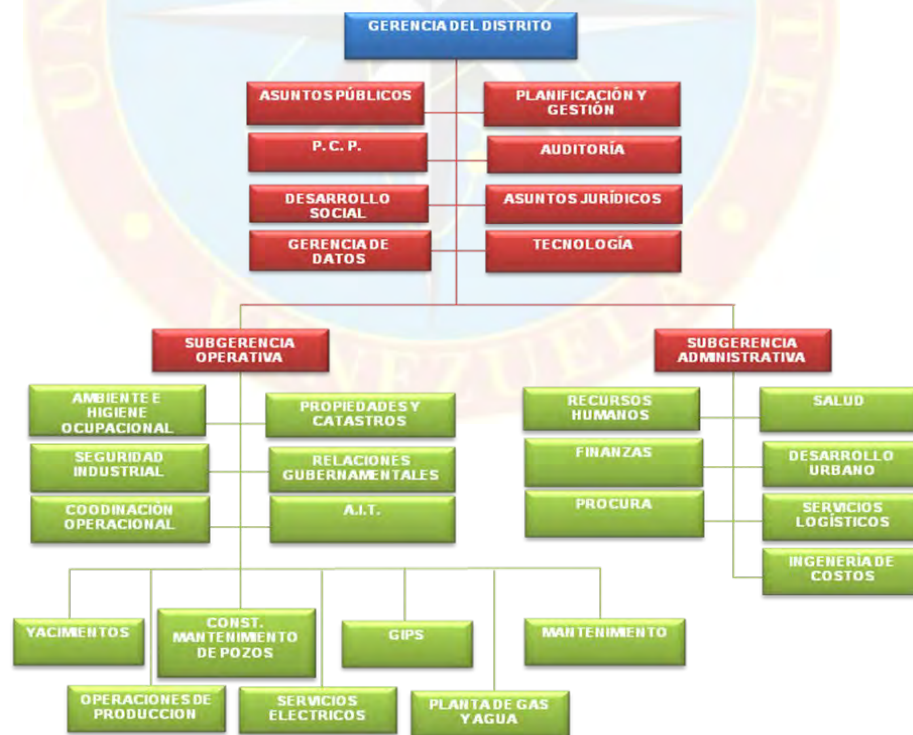 GERENCIA DEL DISTRITO
ASUNTOS PÚBLICOS
PLANIFICACIÓN Y
GESTIÓN
P. C. P.
AUDITORÍA
DESARROLLO
SOCIAL
ASUNTOS JURÍDICOS
GERENCIA DE
DATOS
TECNOLOGÍA
SUBGERENCIA
OPERATIVA
SUBGERENCIA
ADMINISTRATIVA
AMBIENTE E
HIGIENE
OCUPACIONAL
PROPIEDADES Y
CATASTROS
SEGURIDAD
INDUSTRIAL
RELACIONES
GUBERNAMENTALES
COODINACIÓN
OPERACIONAL
A.I.T.
RECURSOS
HUMANOS
SALUD
FINANZAS
DESARROLLO
URBANO
PROCURA
SERVICIOS
LOGÍSTICOS
INGENERÍA DE
COSTOS
YACIMIENTOS
CONST.
MANTENIMIENTO
DE POZOS
GIPS
MANTENIMIENTO
OPERACIONES DE
PRODUCCION
SERVICIOS
ELECTRICOS
PLANTA DE GAS
Y AGUA